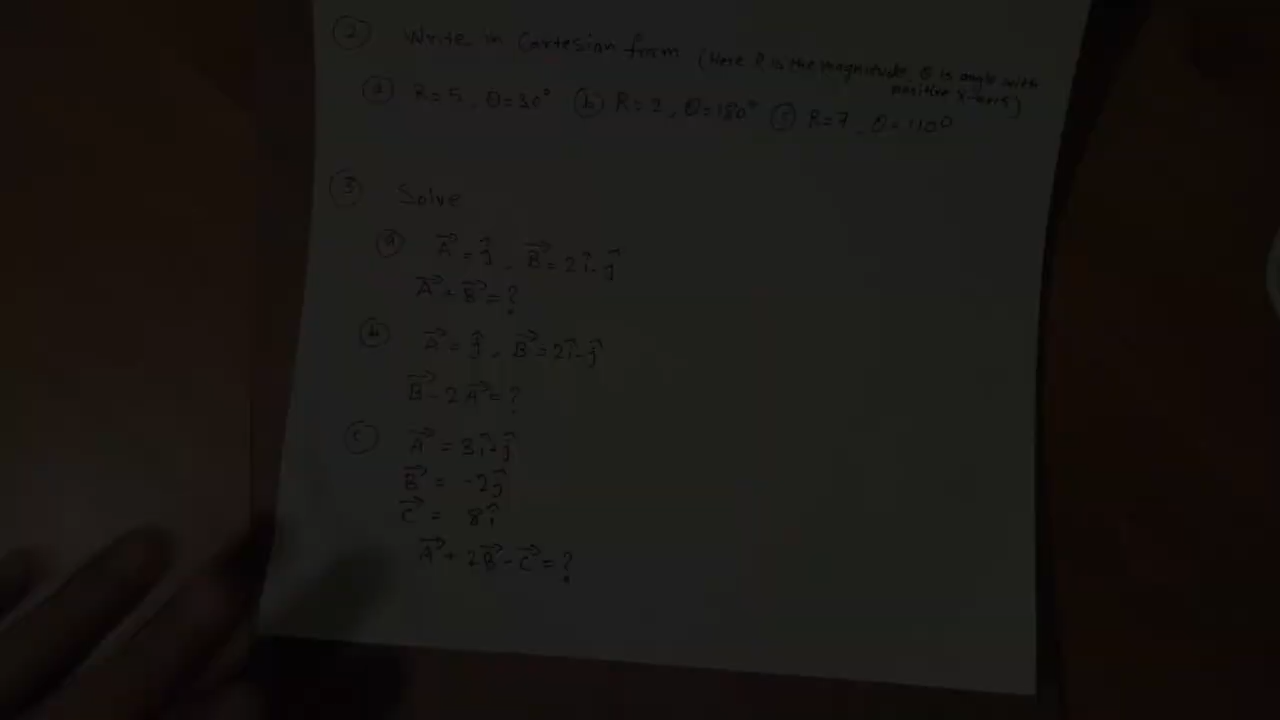 ② Write in Cartesian form (Here R is the magnitude, θ is angle with
positive x-axis)
ⓐ R=5, θ=30° ⓑ R=2, θ=180° ⓒ R=7, θ=110°
③ Solve
ⓐ A⃗ = ĵ, B⃗ = 2î-ĵ
A⃗ + B⃗ = ?
ⓑ A⃗ = ĵ, B⃗ = 2î-ĵ
B⃗ - 2A⃗ = ?
ⓒ A⃗ = 3î-ĵ
B⃗ = -2ĵ
C⃗ = 8î
A⃗ + 2B⃗ - C⃗ = ?